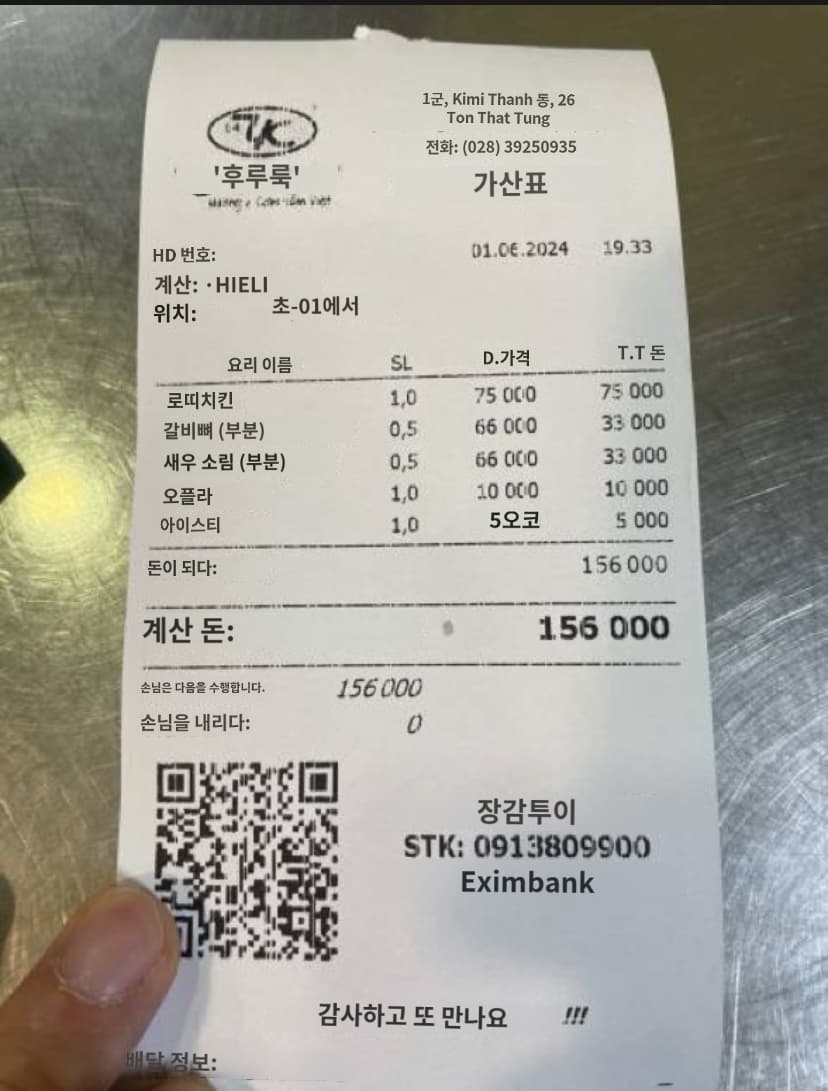 1군, Kimi Thanh 동, 26
Ton That Tung
전화: (028) 39250935
TK
'후루룩'
가산표
HD 번호:
01.06.2024 19.33
계산: ·HIELI
위치: 초-01에서
요리 이름 SL D.가격 T.T 돈
로띠치킨 1,0 75 000 75 000
갈비뼈 (부분) 0,5 66 000 33 000
새우 소림 (부분) 0,5 66 000 33 000
오플라 1,0 10 000 10 000
아이스티 1,0 5오코 5 000
돈이 되다: 156 000
계산 돈: 156 000
손님은 다음을 수행합니다. 156 000
손님을 내리다: 0
장감투이
STK: 0913809900
Eximbank
감사하고 또 만나요 !!!
배달 정보: